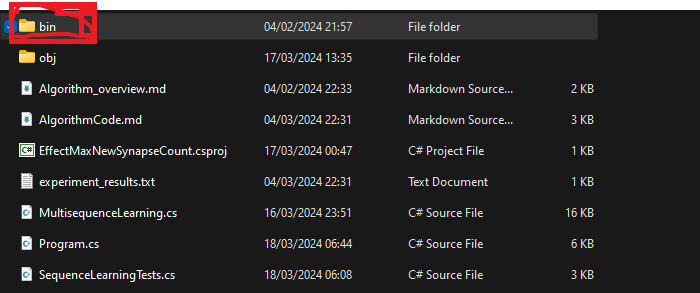 bin 04/02/2024 21:57 File folder
obj 17/03/2024 13:35 File folder
Algorithm_overview.md 04/02/2024 22:33 Markdown Source... 2 KB
AlgorithmCode.md 04/03/2024 22:31 Markdown Source... 3 KB
C# EffectMaxNewSynapseCount.csproj 17/03/2024 00:47 C# Project File 1 KB
experiment_results.txt 04/03/2024 22:31 Text Document 1 KB
MultisequenceLearning.cs 16/03/2024 23:51 C# Source File 16 KB
Program.cs 18/03/2024 06:44 C# Source File 6 KB
SequenceLearningTests.cs 18/03/2024 06:08 C# Source File 3 KB